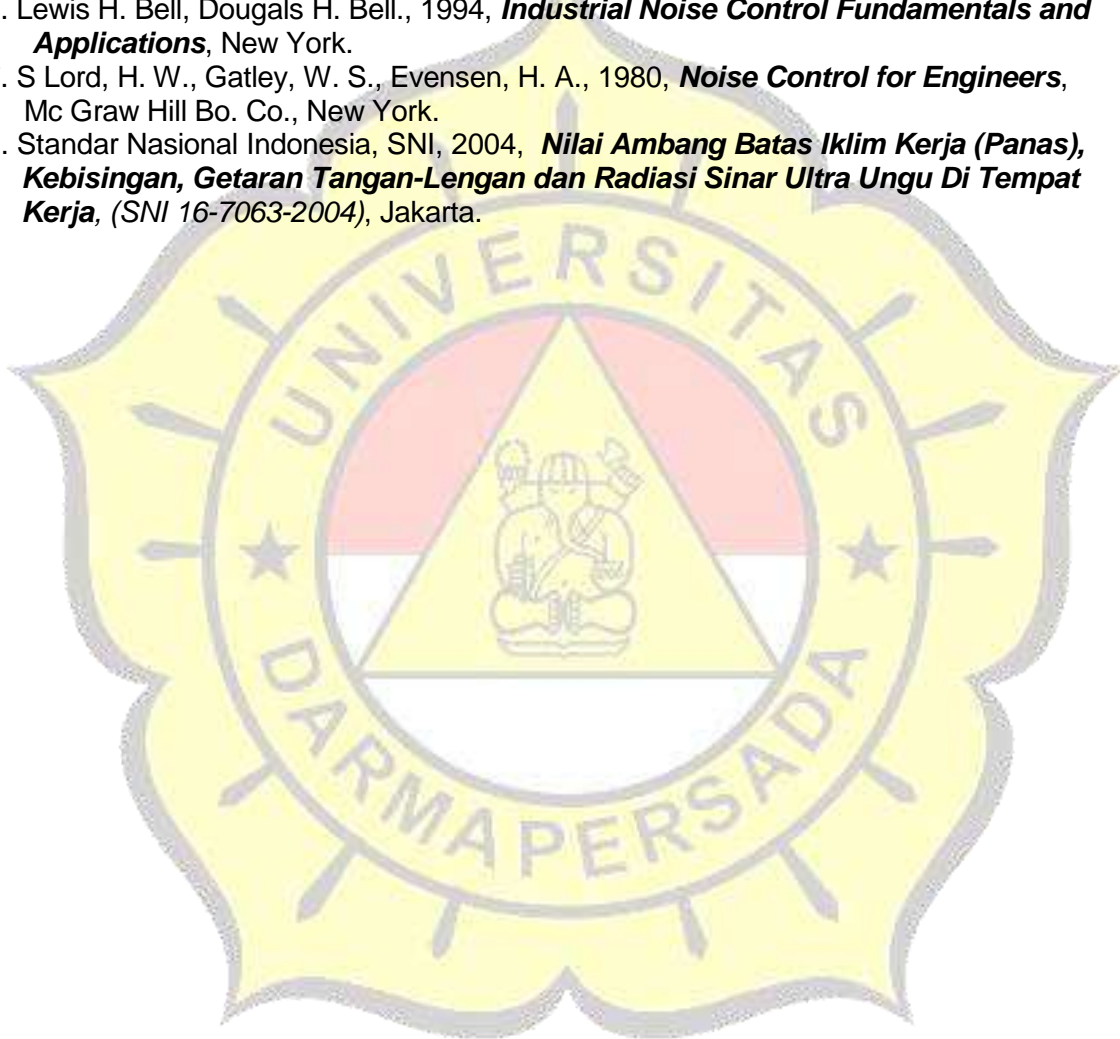 . Lewis H. Bell, Dougals H. Bell., 1994, Industrial Noise Control Fundamentals and
Applications, New York.
. S Lord, H. W., Gatley, W. S., Evensen, H. A., 1980, Noise Control for Engineers,
Mc Graw Hill Bo. Co., New York.
. Standar Nasional Indonesia, SNI, 2004, Nilai Ambang Batas Iklim Kerja (Panas),
Kebisingan, Getaran Tangan-Lengan dan Radiasi Sinar Ultra Ungu Di Tempat
Kerja, (SNI 16-7063-2004), Jakarta.
UNIVERSITAS
DARMAPERSADA